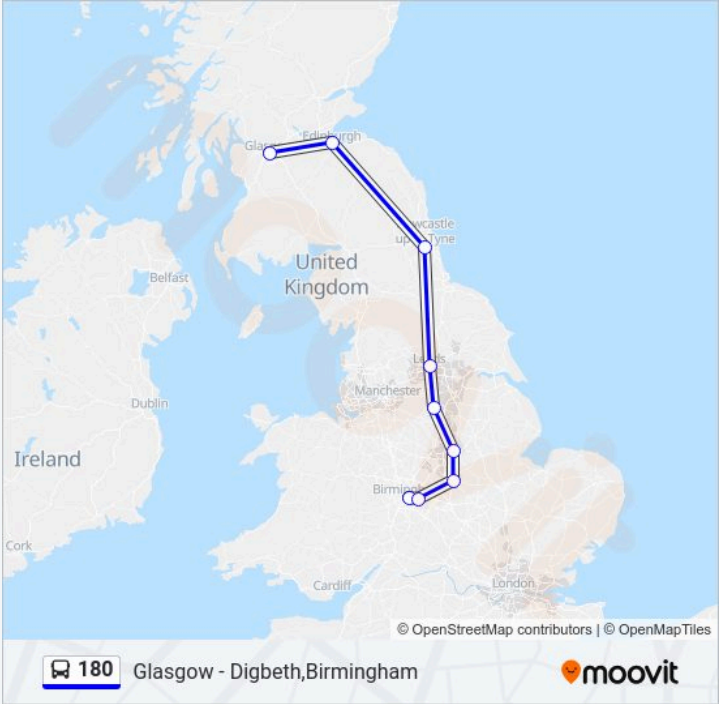 Edinburgh
Newcastle
upon Tyne
United
Kingdom
Belfast
Leeds
Manchester
Dublin
Ireland
Birmingham
Cork
Cardiff
London
© OpenStreetMap contributors | © OpenMapTiles
180 Glasgow - Digbeth,Birmingham
moovit